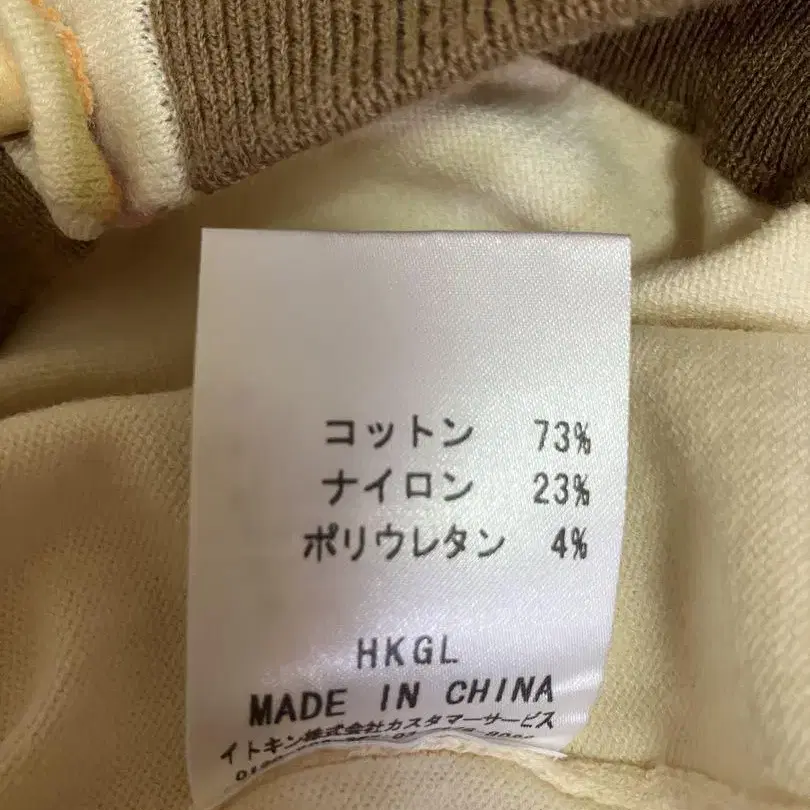 コットン 73%
ナイロン 23%
ポリウレタン 4%
HKGL
MADE IN CHINA
イトキン株式会社カスタマーサービス